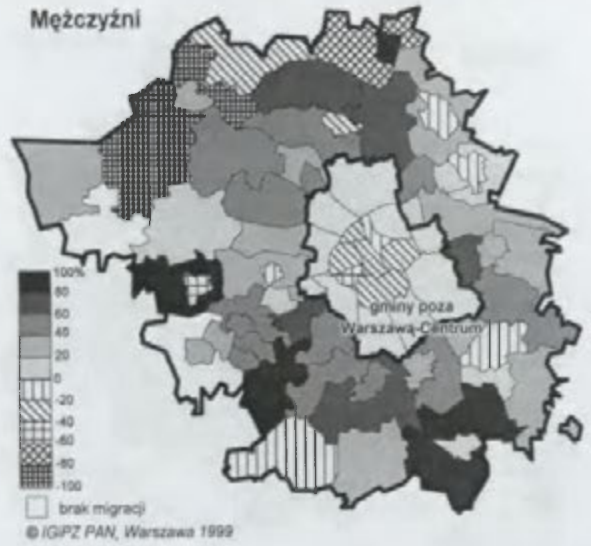 Mężczyźni
gminy poza
Warszawą-Centrum
100%
80
60
40
20
0
-20
-40
-60
-80
-100
brak migracji
© IGiPZ PAN, Warszawa 1999